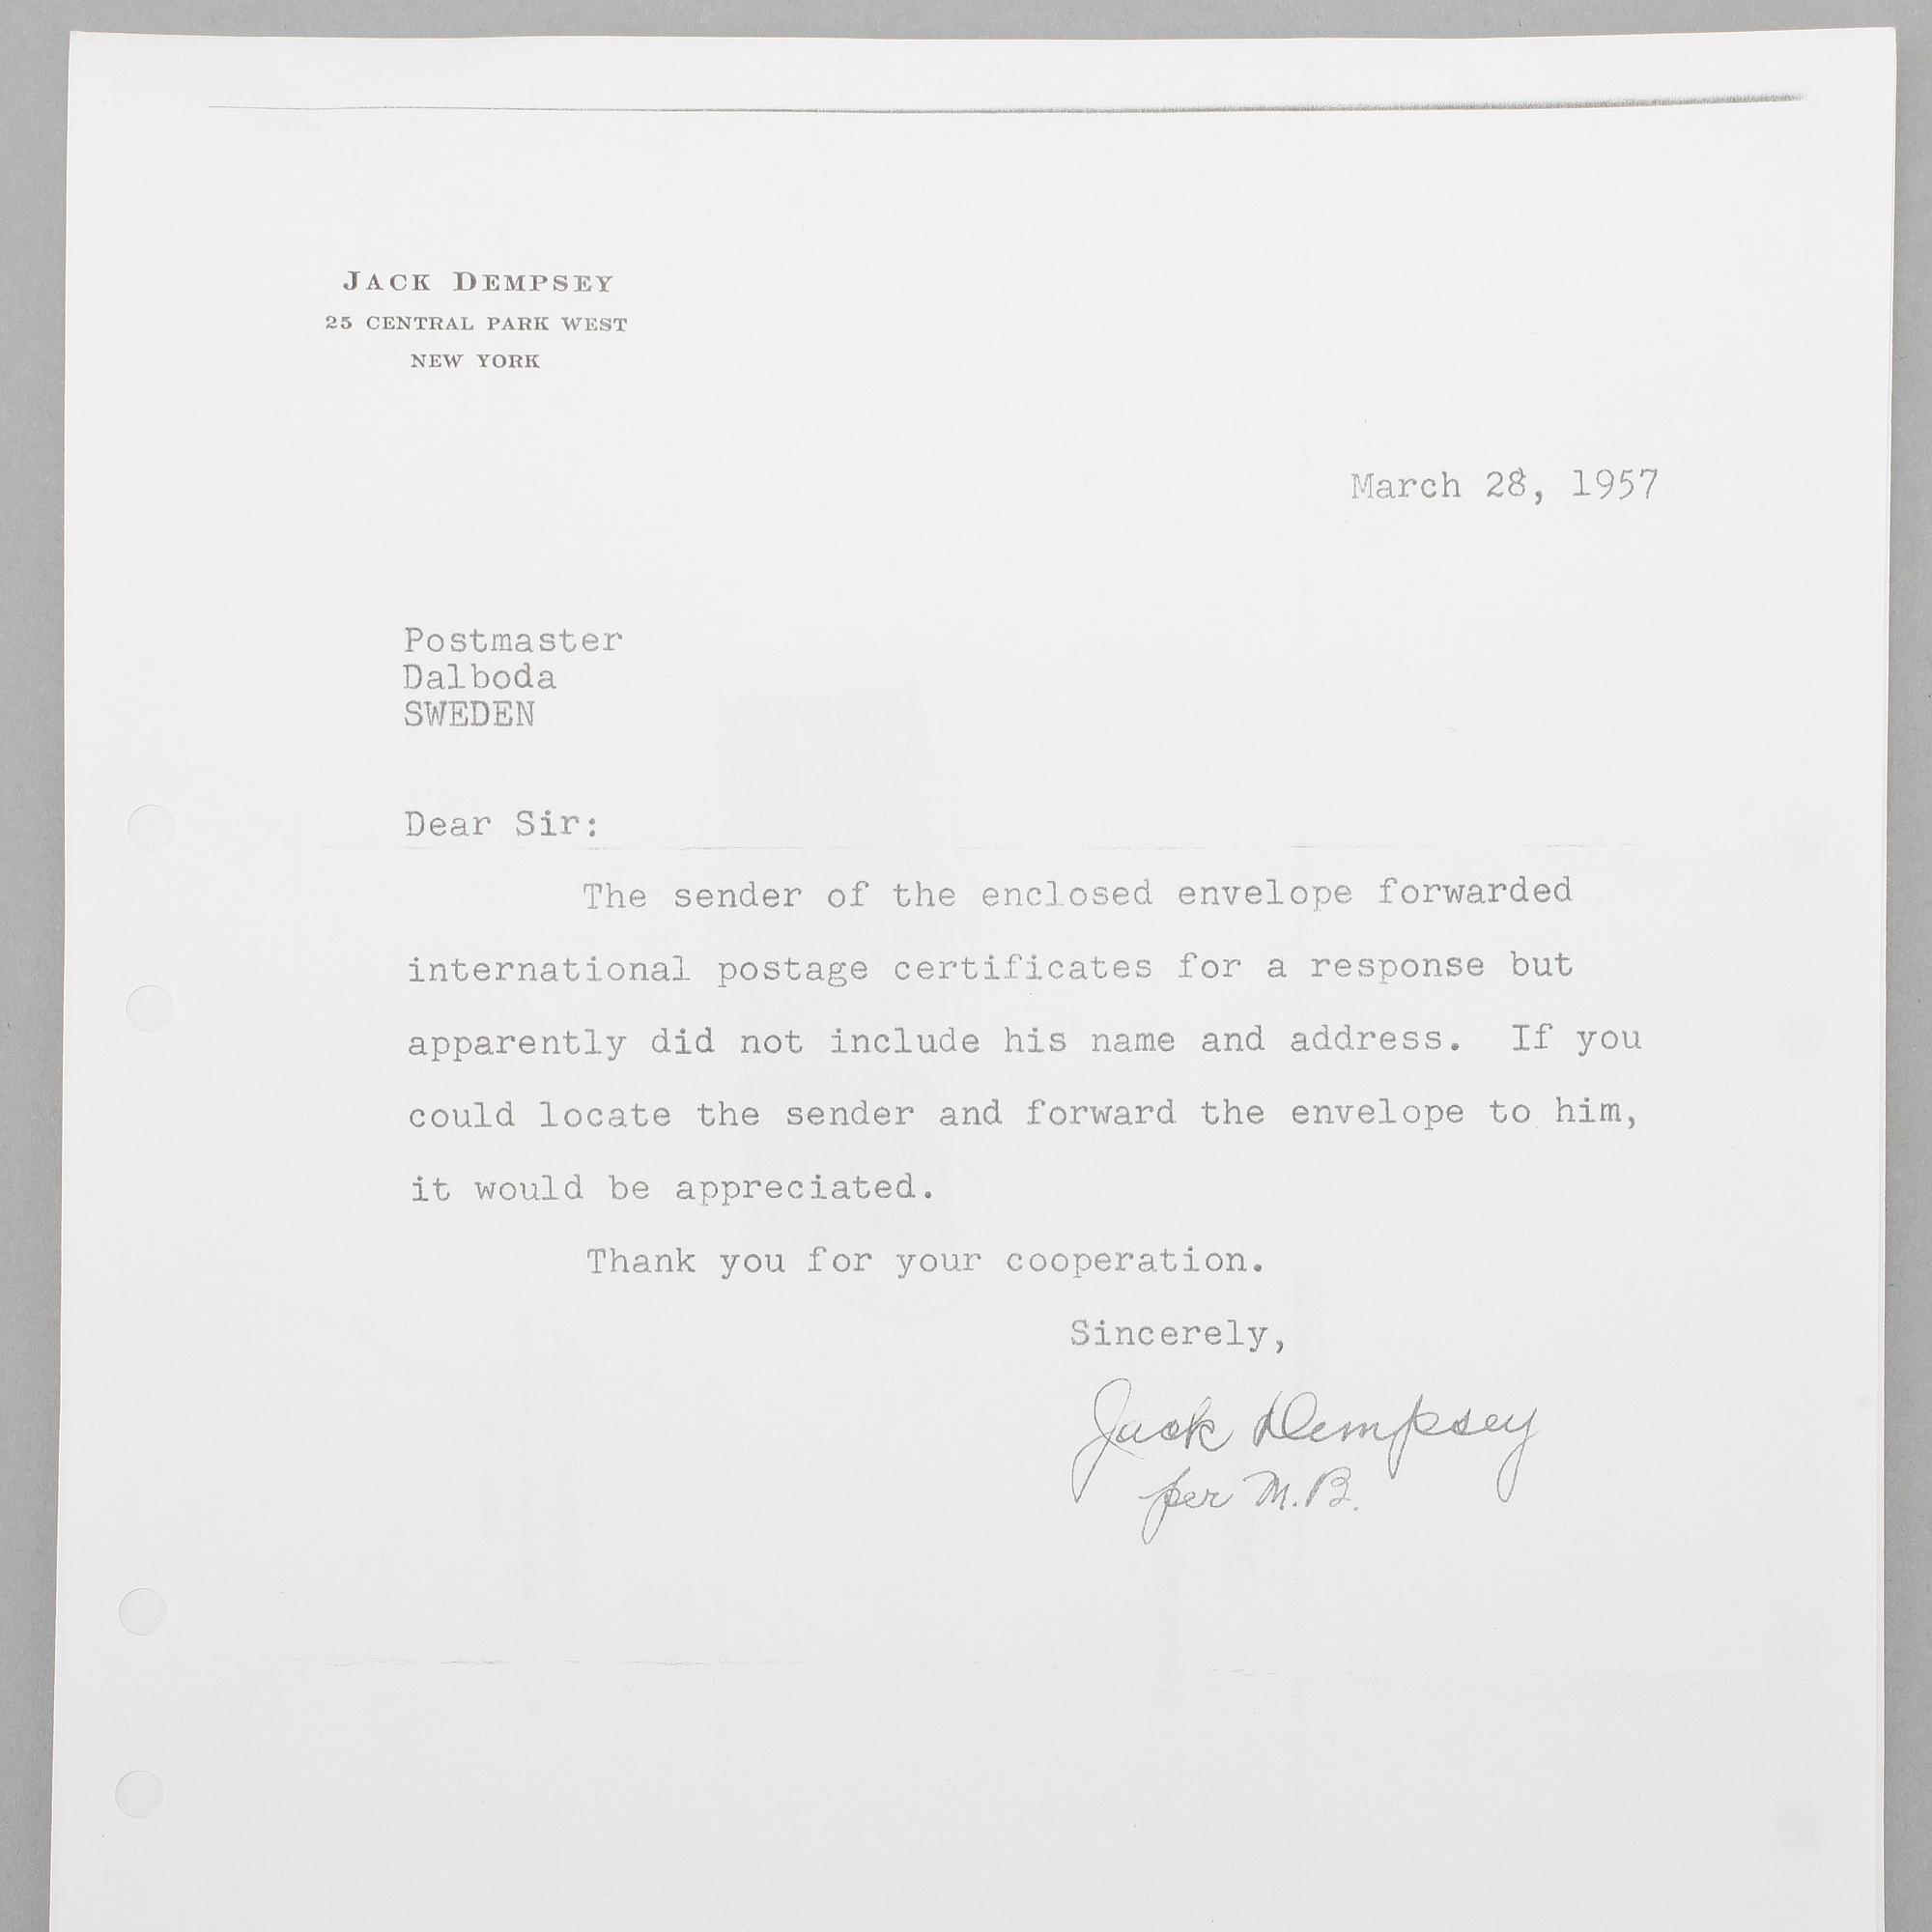 JACK DEMPSEY
25 CENTRAL PARK WEST
NEW YORK
March 28, 1957
Postmaster
Dalboda
SWEDEN
Dear Sir:
The sender of the enclosed envelope forwarded
international postage certificates for a response but
apparently did not include his name and address. If you
could locate the sender and forward the envelope to him,
it would be appreciated.
Thank you for your cooperation.
Sincerely,
Jack Dempsey
per M.B.